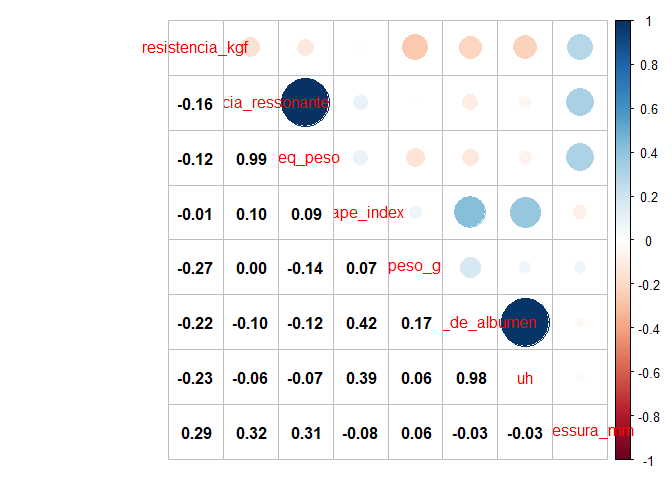 1
resistencia_kgf
0.8
-0.16 cia_ressonante
0.6
-0.12 0.99 eq_peso
0.4
-0.01 0.10 0.09 ape_index
0.2
-0.27 0.00 -0.14 0.07 peso_g
0
-0.2
-0.22 -0.10 -0.12 0.42 0.17 _de_albumen
-0.4
-0.23 -0.06 -0.07 0.39 0.06 0.98 uh
-0.6
-0.8
0.29 0.32 0.31 -0.08 0.06 -0.03 -0.03 essura_mm
-1